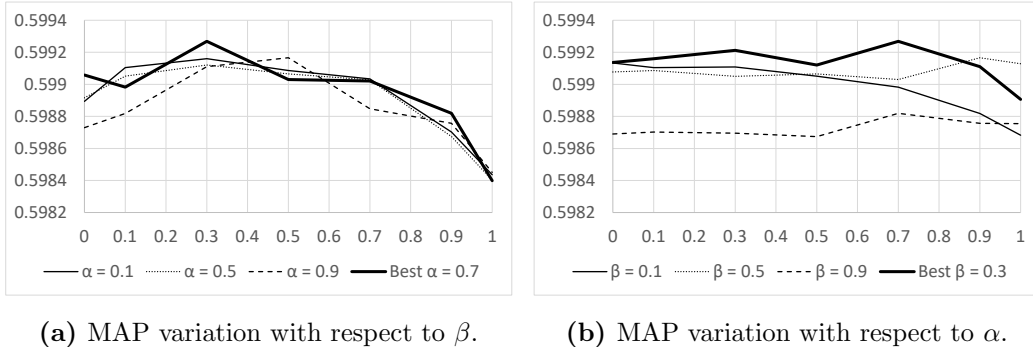 0.5994
0.5992
0.599
0.5988
0.5986
0.5984
0.5982
0 0.1 0.2 0.3 0.4 0.5 0.6 0.7 0.8 0.9 1
α = 0.1 α = 0.5 α = 0.9 Best α = 0.7
(a) MAP variation with respect to β.
0.5994
0.5992
0.599
0.5988
0.5986
0.5984
0.5982
0 0.1 0.2 0.3 0.4 0.5 0.6 0.7 0.8 0.9 1
β = 0.1 β = 0.5 β = 0.9 Best β = 0.3
(b) MAP variation with respect to α.